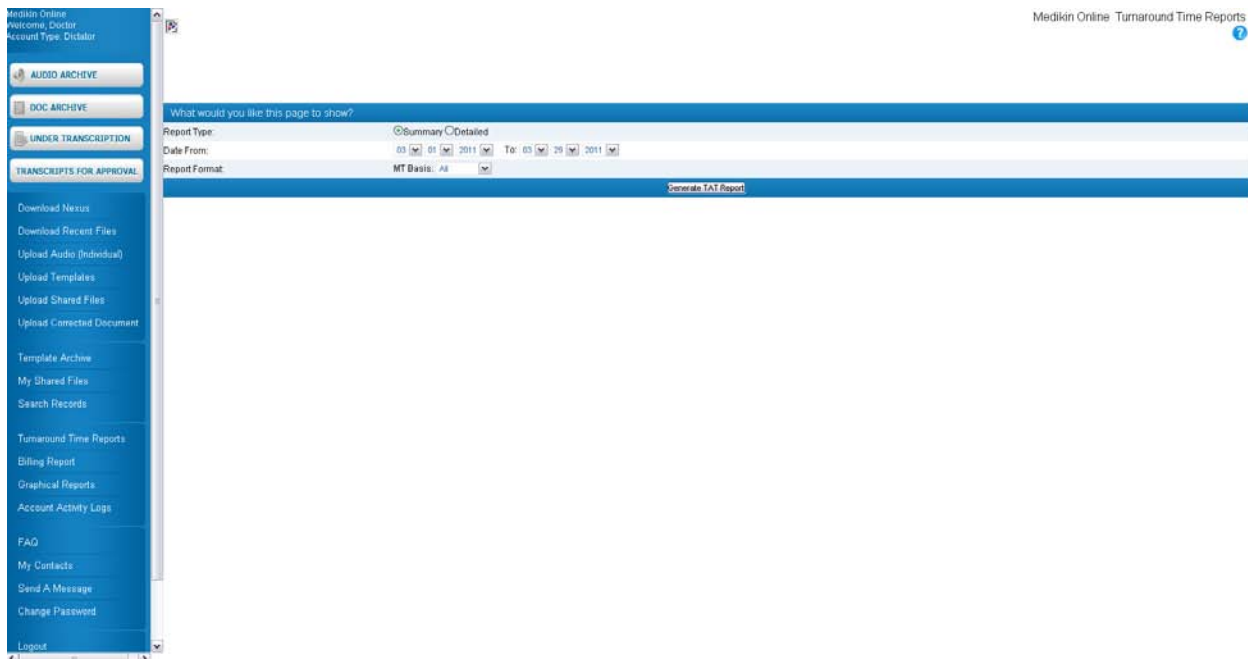 Medikin Online
Welcome, Doctor
Account Type: Dictator
AUDIO ARCHIVE
DOC ARCHIVE
UNDER TRANSCRIPTION
TRANSCRIPTS FOR APPROVAL
Download Nexus
Download Recent Files
Upload Audio (Individual)
Upload Templates
Upload Shared Files
Upload Corrected Document
Template Archive
My Shared Files
Search Records
Turnaround Time Reports
Billing Report
Graphical Reports
Account Activity Logs
FAQ
My Contacts
Send A Message
Change Password
Logout
Medikin Online Turnaround Time Reports
?
What would you like this page to show?
Report Type: Summary Detailed
Date From: 03 01 2011 To: 03 29 2011
Report Format: MT Basis: All
Generate TAT Report